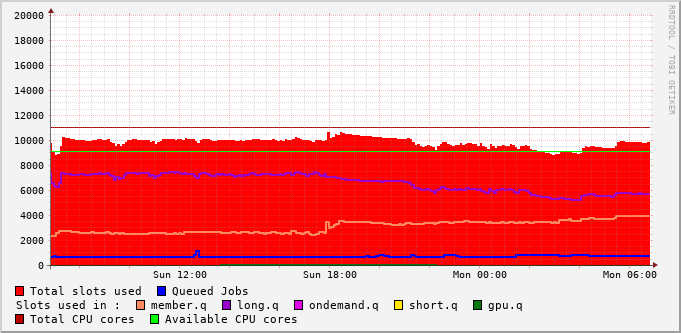 RRDTOOL / TOBI OETIKER
20000
18000
16000
14000
12000
10000
8000
6000
4000
2000
0
Sun 12:00 Sun 18:00 Mon 00:00 Mon 06:00
Total slots used Queued Jobs
Slots used in : member.q long.q ondemand.q short.q gpu.q
Total CPU cores Available CPU cores